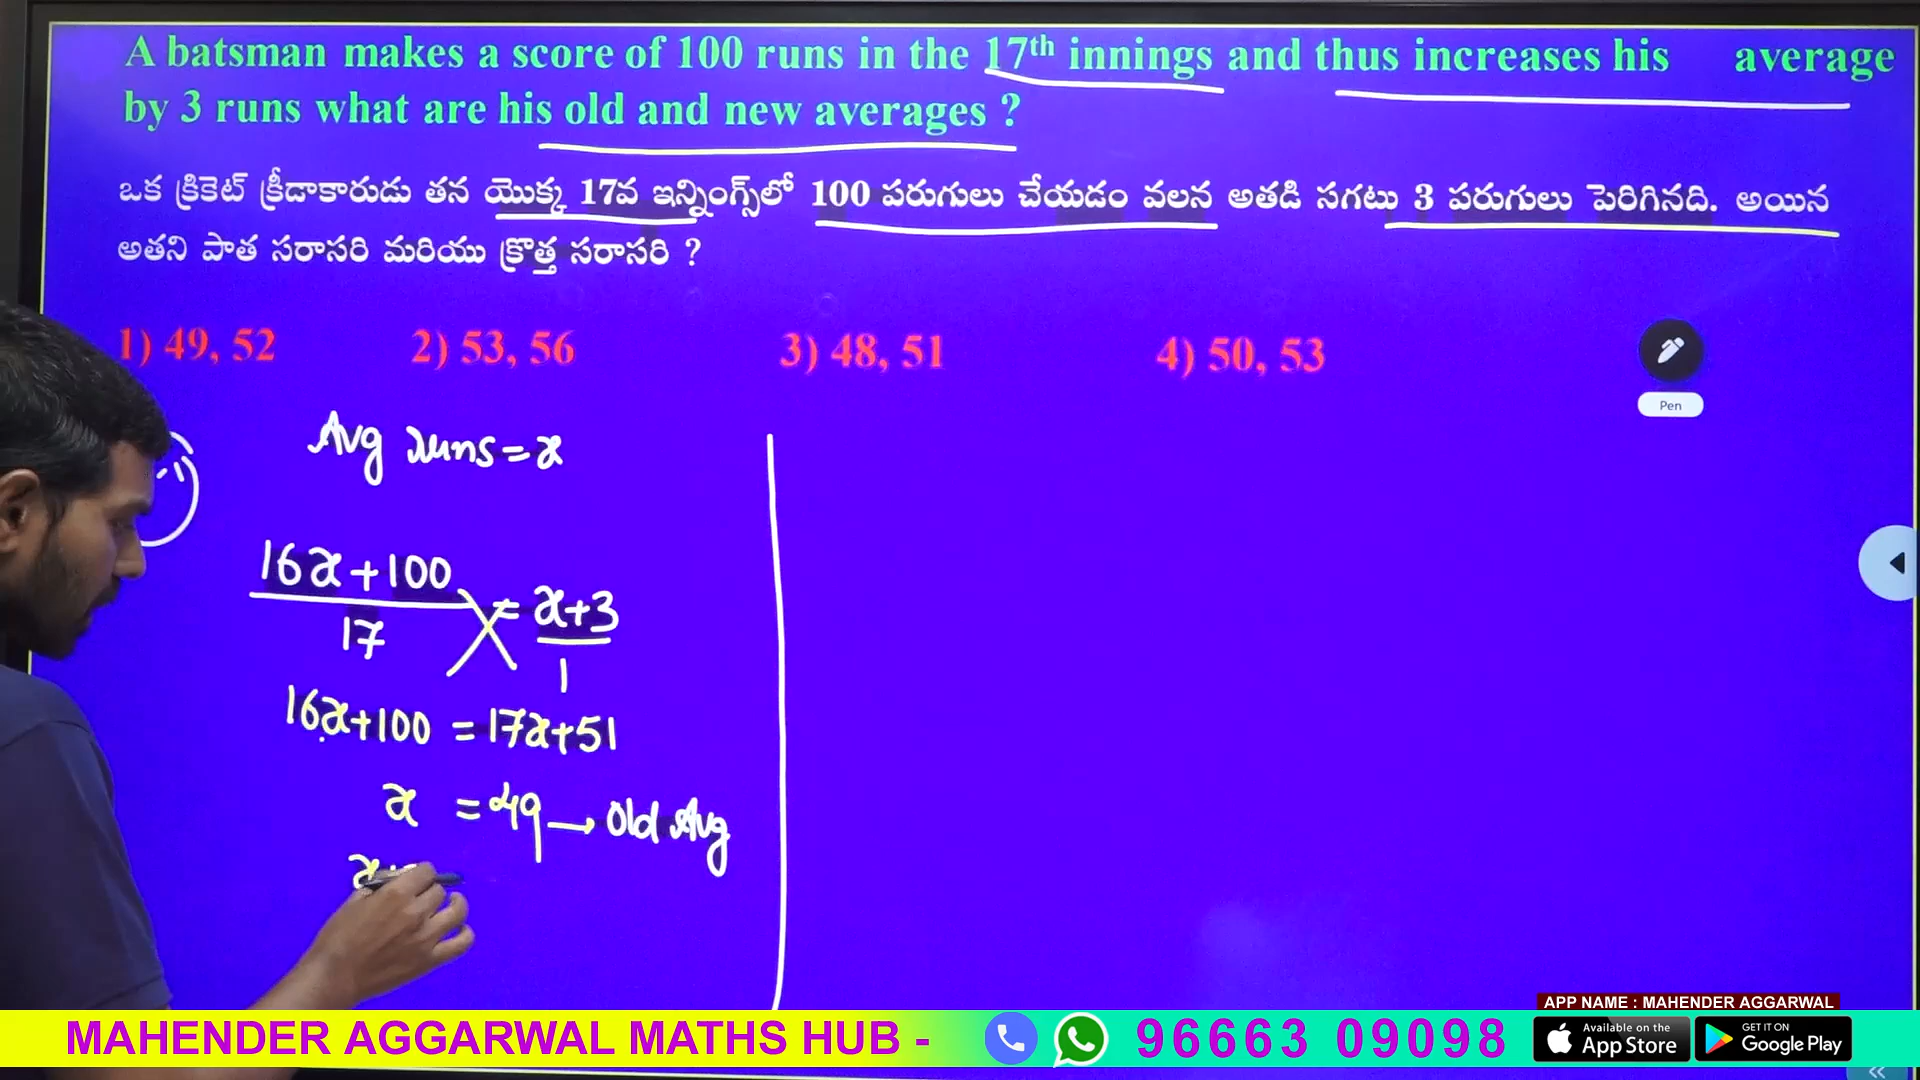 A batsman makes a score of 100 runs in the 17th innings and thus increases his average
by 3 runs what are his old and new averages ?
ఒక క్రికెట్ క్రీడాకారుడు తన యొక్క 17వ ఇన్నింగ్స్‌లో 100 పరుగులు చేయడం వలన అతడి సగటు 3 పరుగులు పెరిగినది. అయిన
అతని పాత సరాసరి మరియు క్రొత్త సరాసరి ?
1) 49, 52 2) 53, 56 3) 48, 51 4) 50, 53
Pen
Avg runs = x
16x+100
= x+3
17
1
16x+100 = 17x+51
x = 49 → Old Avg
x
APP NAME : MAHENDER AGGARWAL
MAHENDER AGGARWAL MATHS HUB - 96663 09098
Available on the App Store
GET IT ON Google Play